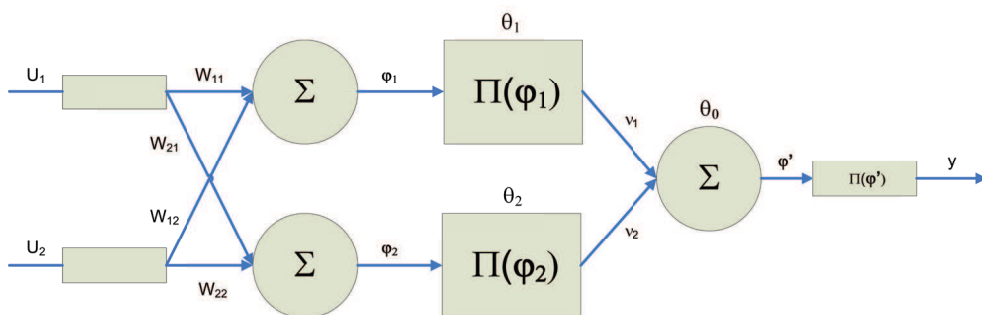 U₁
W₁₁
Σ
φ₁
θ₁
Π(φ₁)
ν₁
W₂₁
θ₀
Σ
φ'
Π(φ')
y
W₁₂
U₂
W₂₂
Σ
φ₂
θ₂
Π(φ₂)
ν₂